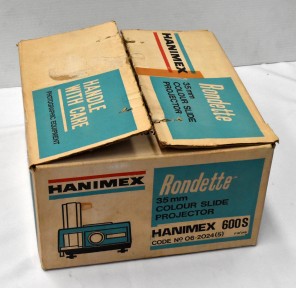 HANDLE
WITH CARE
PHOTOGRAPHIC EQUIPMENT
HANIMEX
Rondette
35mm
COLOUR SLIDE
PROJECTOR
HANIMEX
Rondette
35mm
COLOUR SLIDE
PROJECTOR
HANIMEX 600S
CODE Nº 06-2024(S)